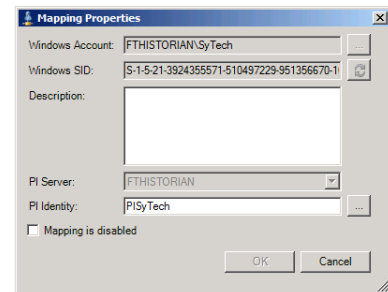 Mapping Properties
Windows Account: FTHISTORIAN\SyTech ...
Windows SID: S-1-5-21-3924355571-510497229-951356670-1
Description:
PI Server: FTHISTORIAN
PI Identity: PISyTech ...
Mapping is disabled
OK Cancel